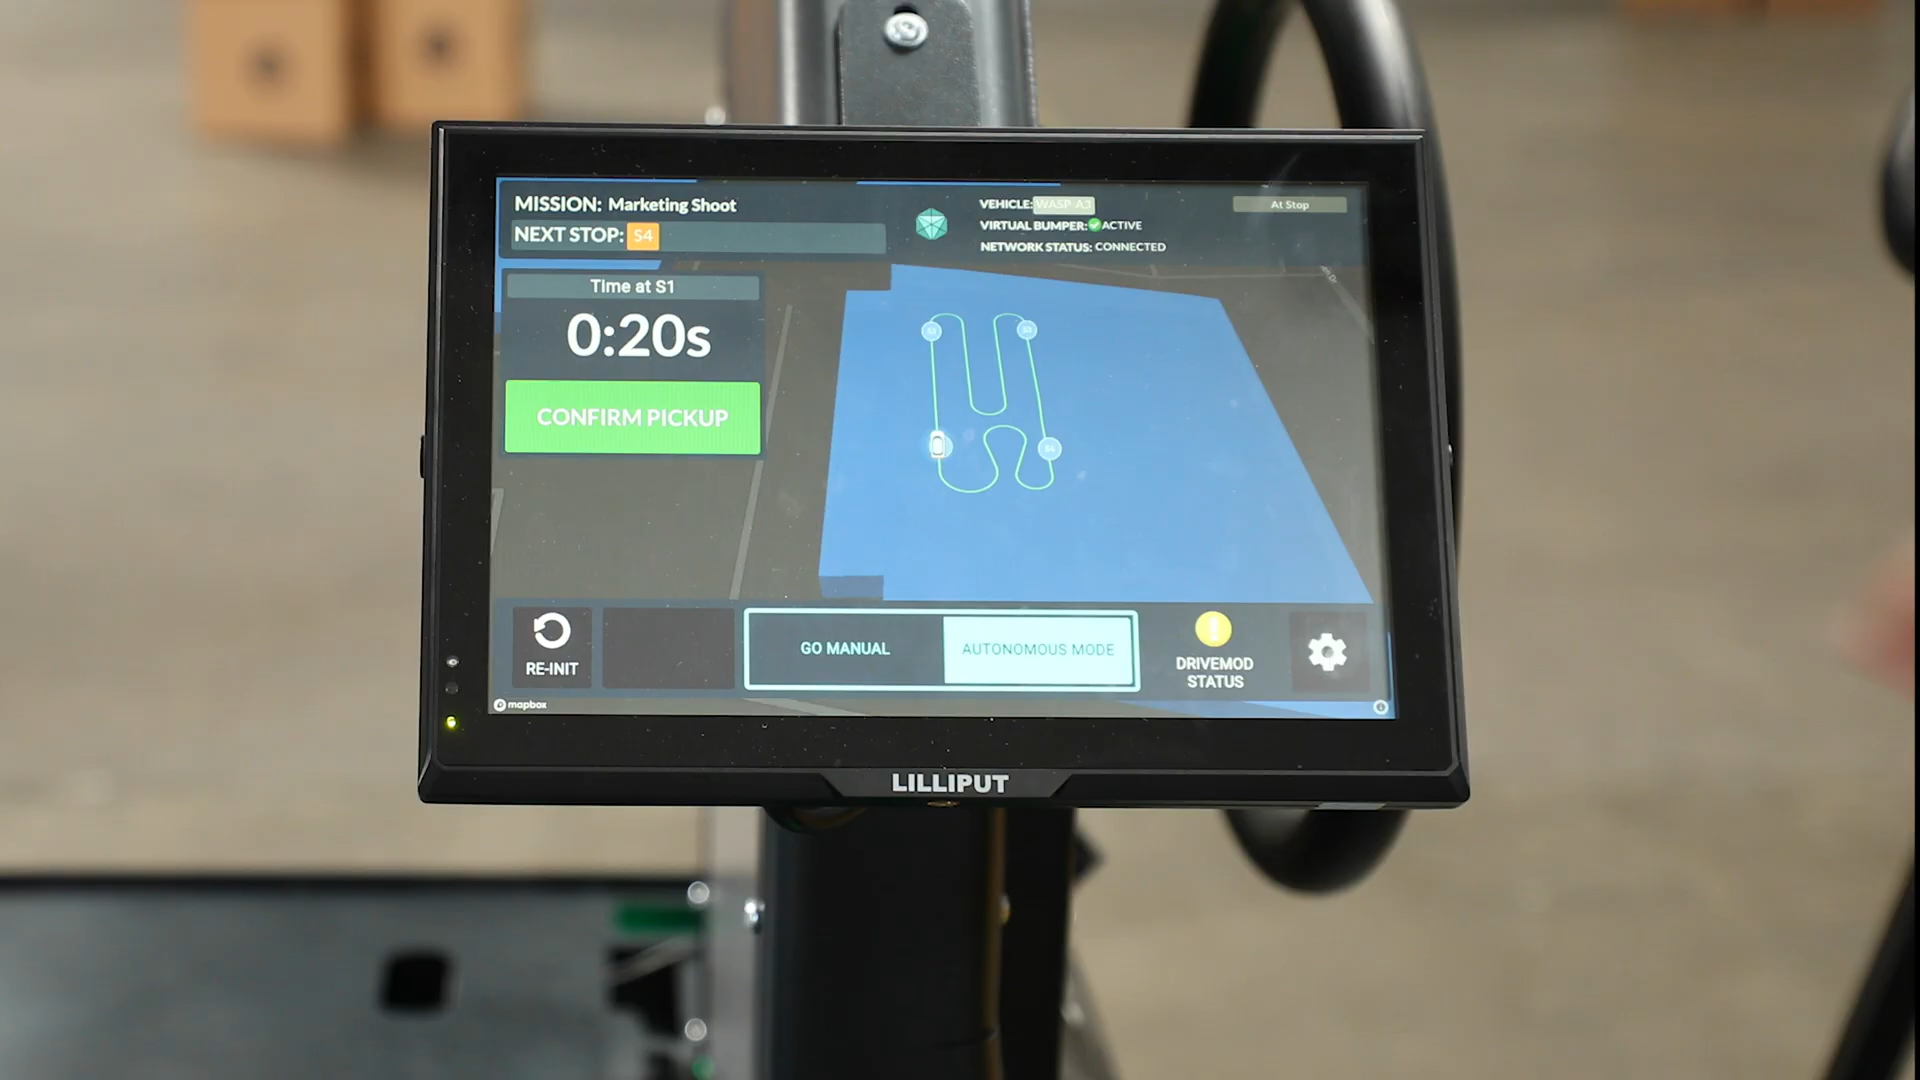 MISSION: Marketing Shoot
NEXT STOP: S4
VEHICLE: WASP-A3
VIRTUAL BUMPER: ACTIVE
NETWORK STATUS: CONNECTED
At Stop
Time at S1
0:20s
CONFIRM PICKUP
S4
RE-INIT
GO MANUAL
AUTONOMOUS MODE
DRIVEMOD
STATUS
mapbox
LILLIPUT